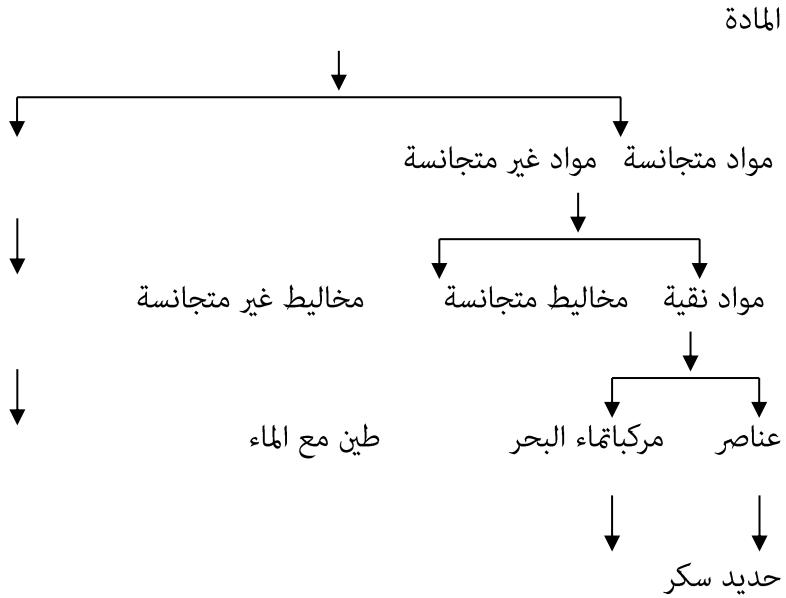 المادة
مواد متجانسة مواد غير متجانسة
مواد نقية مخاليط متجانسة مخاليط غير متجانسة
عناصر مركباتماء البحر طين مع الماء
حديد سكر